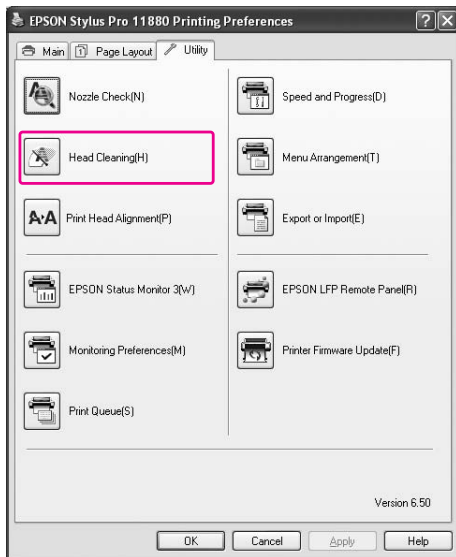 EPSON Stylus Pro 11880 Printing Preferences
Main
Page Layout
Utility
Nozzle Check(N)
Speed and Progress(D)
Head Cleaning(H)
Menu Arrangement(T)
Print Head Alignment(P)
Export or Import(E)
EPSON Status Monitor 3(W)
EPSON LFP Remote Panel(R)
Monitoring Preferences(M)
Printer Firmware Update(F)
Print Queue(S)
Version 6.50
OK
Cancel
Apply
Help